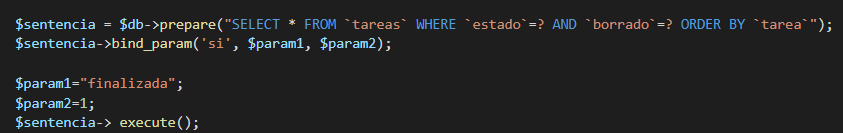 $sentencia = $db->prepare("SELECT * FROM `tareas` WHERE `estado`=? AND `borrado`=? ORDER BY `tarea`");
$sentencia->bind_param('si', $param1, $param2);
$param1="finalizada";
$param2=1;
$sentencia-> execute();